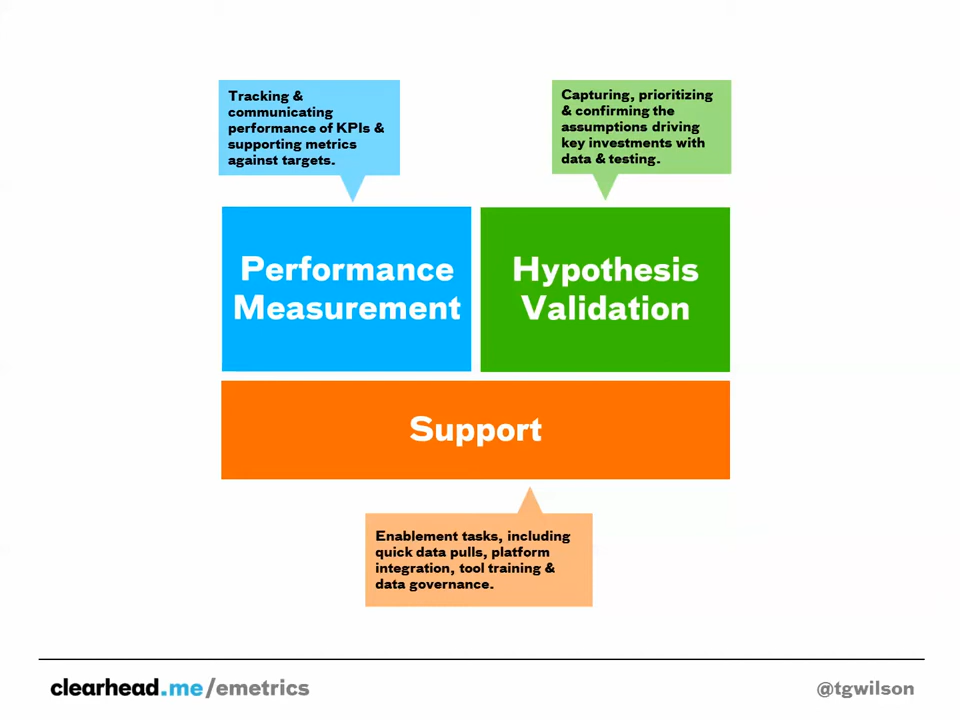 Tracking &
communicating
performance of KPIs &
supporting metrics
against targets.
Capturing, prioritizing
& confirming the
assumptions driving
key investments with
data & testing.
Performance
Measurement
Hypothesis
Validation
Support
Enablement tasks, including
quick data pulls, platform
integration, tool training &
data governance.
clearhead.me/emetrics
@tgwilson